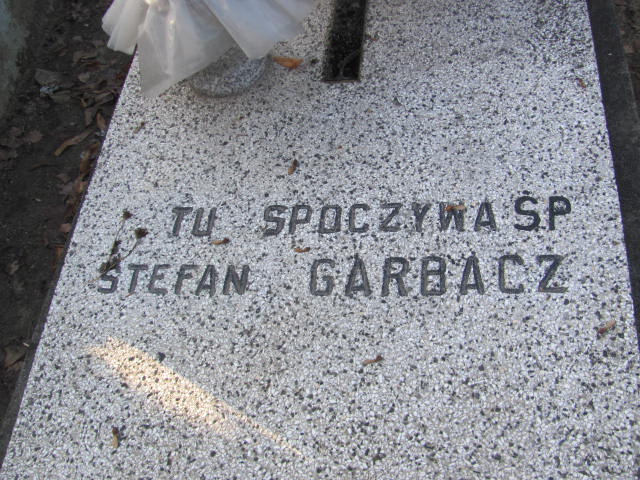 TU SPOCZYWA ŚP
STEFAN GARBACZ